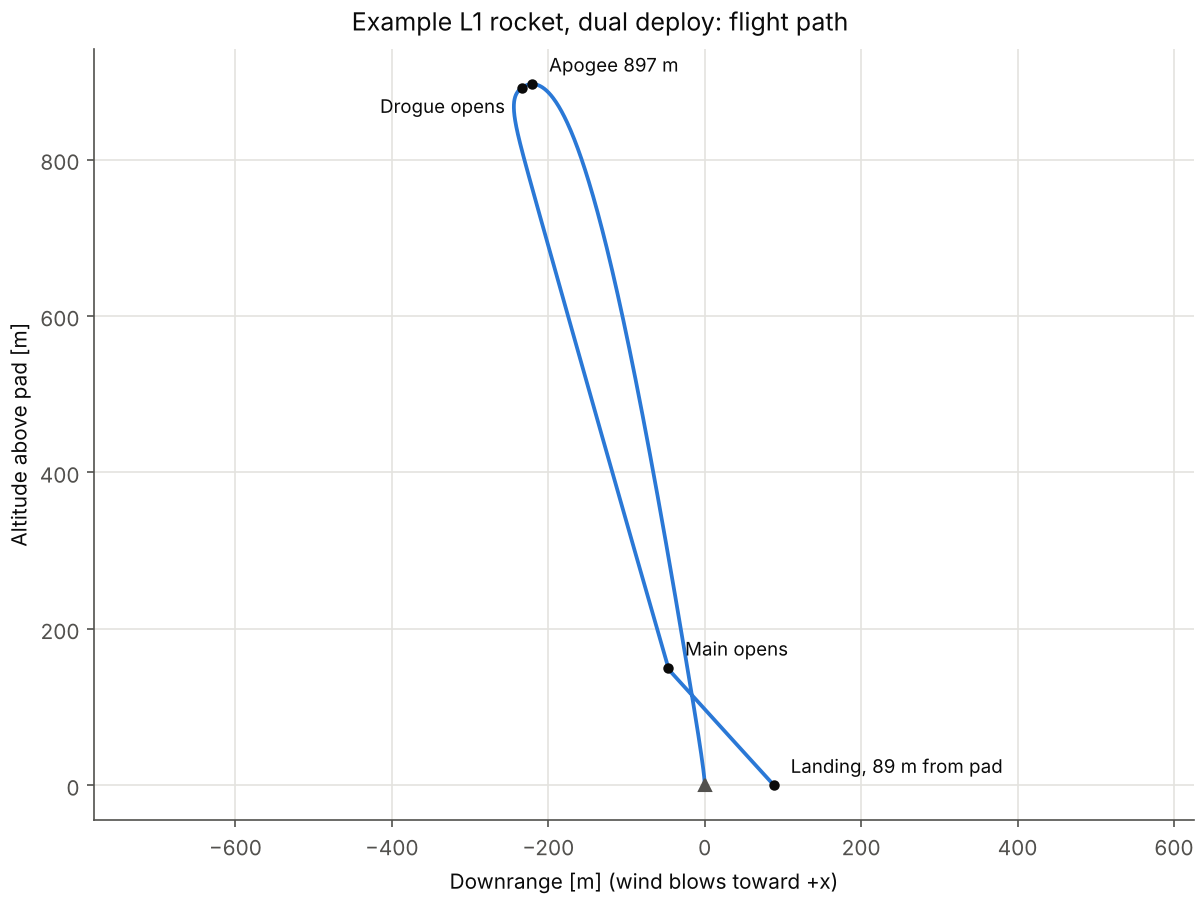 Example L1 rocket, dual deploy: flight path
Apogee 897 m
Drogue opens
800
600
400
200
0
Altitude above pad [m]
Main opens
Landing, 89 m from pad
−600
−400
−200
0
200
400
600
Downrange [m] (wind blows toward +x)